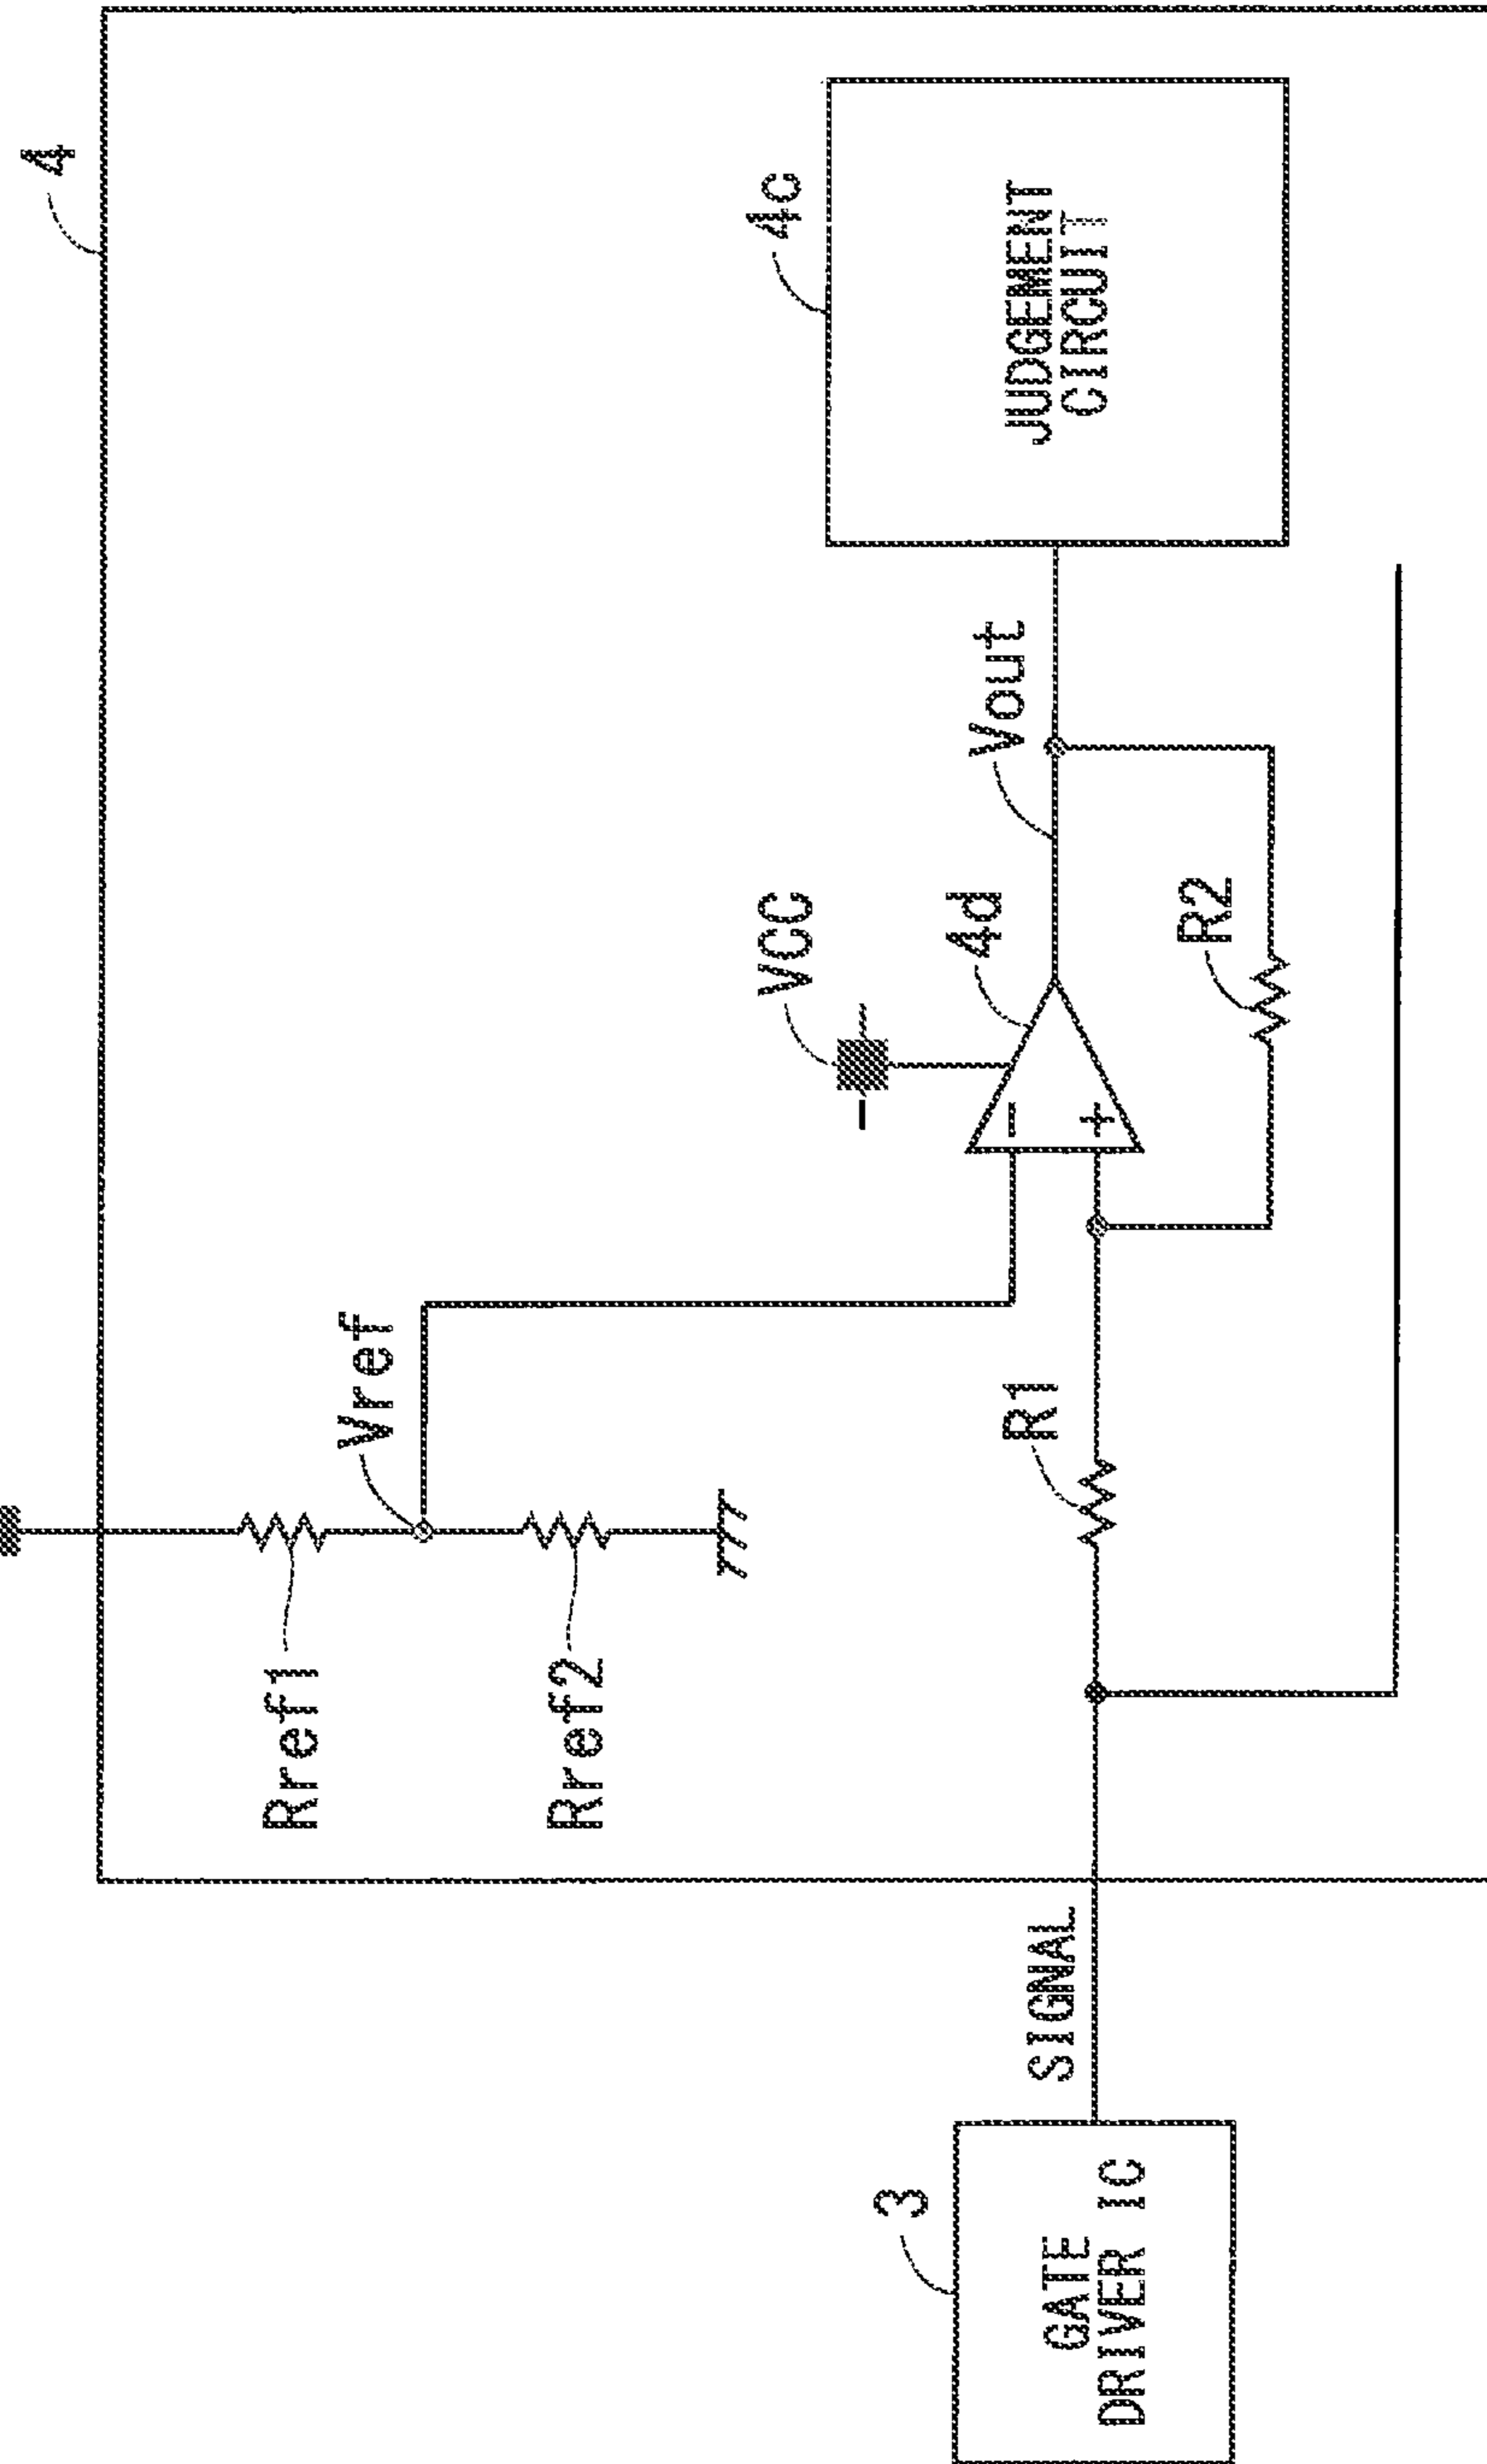 4
4c
JUDGEMENT
CIRCUIT
Vout
VCC
4d
R2
Vref
R1
Rref1
Rref2
SIGNAL
3
GATE
DRIVER IC